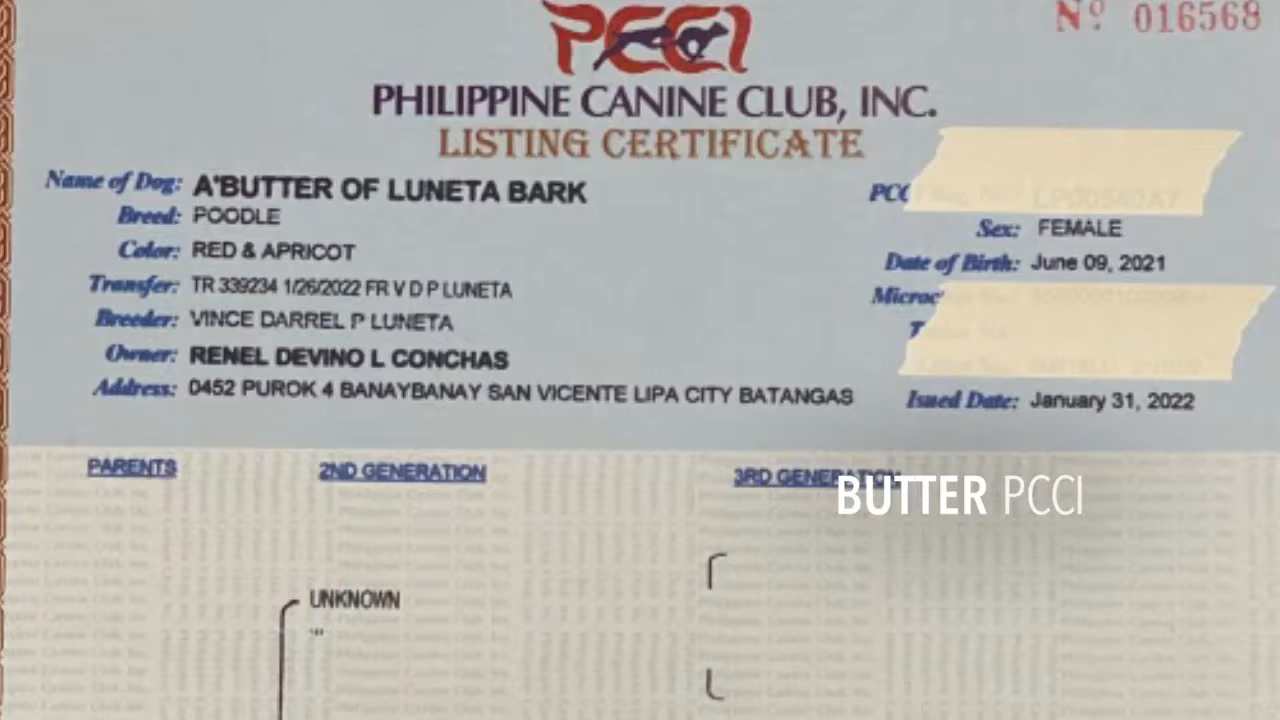 PCCI
Nº 016568
PHILIPPINE CANINE CLUB, INC.
LISTING CERTIFICATE
Name of Dog: A'BUTTER OF LUNETA BARK
Breed: POODLE
Color: RED & APRICOT
Transfer: TR 339234 1/26/2022 FR V D P LUNETA
Breeder: VINCE DARREL P LUNETA
Owner: RENEL DEVINO L CONCHAS
Address: 0452 PUROK 4 BANAYBANAY SAN VICENTE LIPA CITY BATANGAS
Sex: FEMALE
Date of Birth: June 09, 2021
Issued Date: January 31, 2022
PARENTS 2ND GENERATION 3RD GENERATION
BUTTER PCCI
UNKNOWN
""